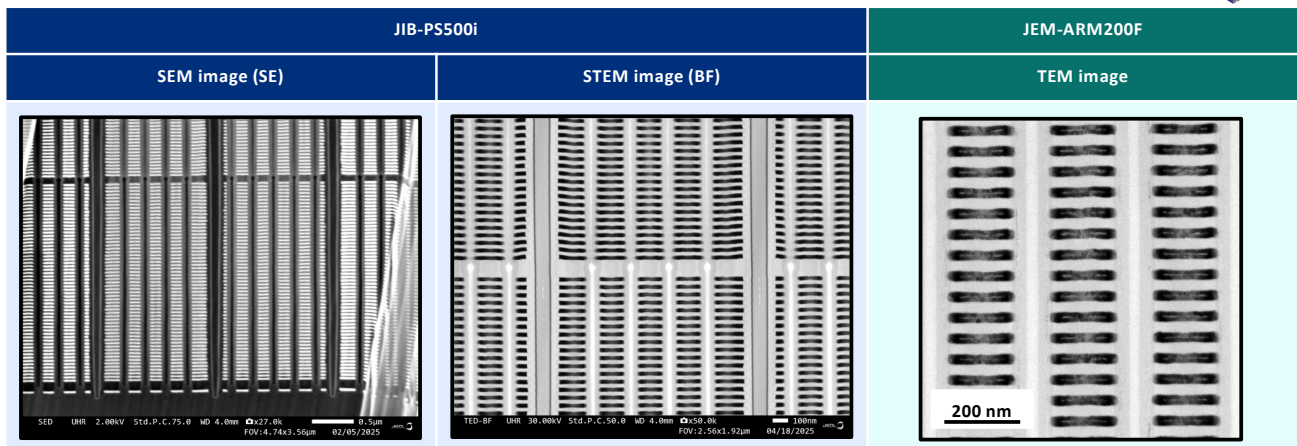 JIB-PS500i
JEM-ARM200F
SEM image (SE)
STEM image (BF)
TEM image
SED UHR 2.00kV Std.P.C.75.0 WD 4.0mm x27.0k 0.5µm
FOV:4.74x3.56µm 02/05/2025 JEOL
TED-BF UHR 30.00kV Std.P.C.50.0 WD 4.0mm x50.0k 100nm
FOV:2.56x1.92µm 04/18/2025 JEOL
200 nm